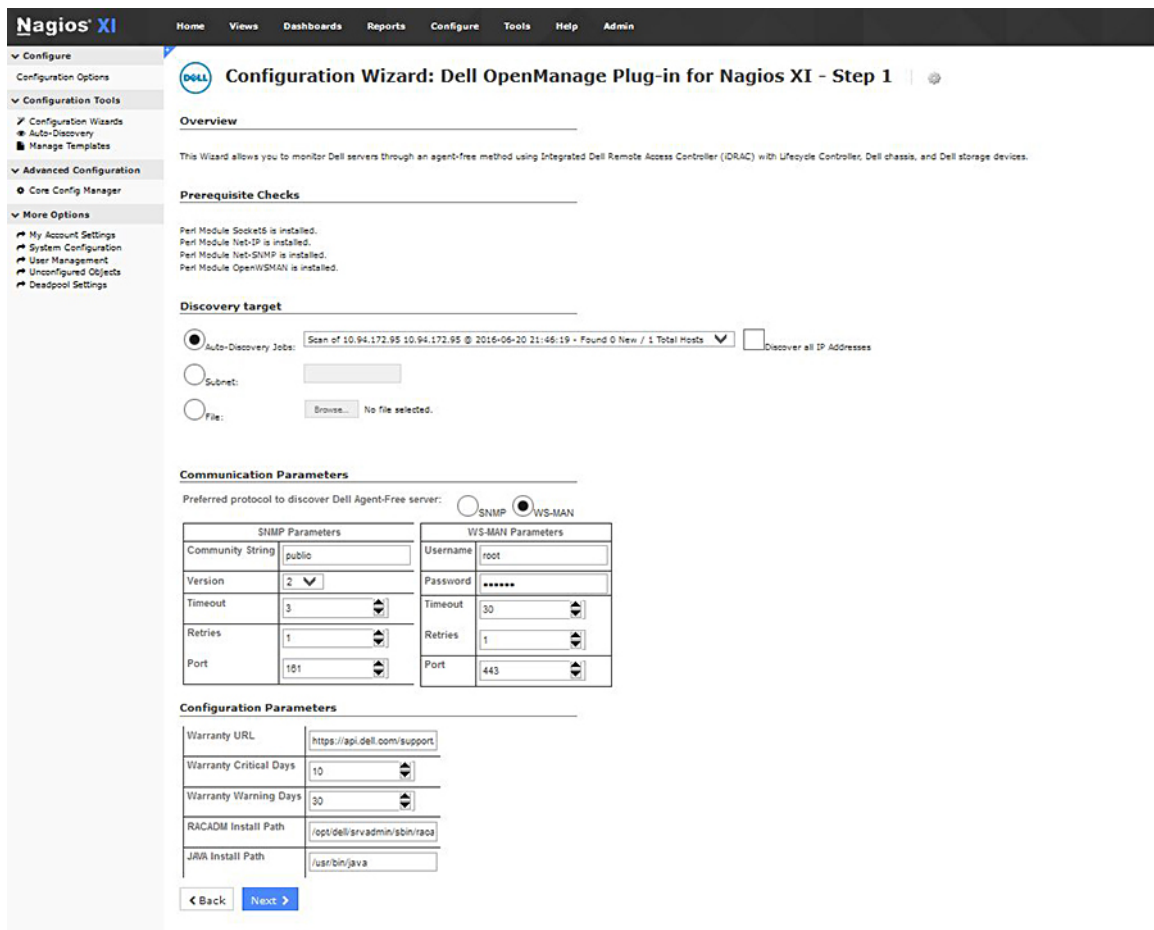 Nagios® XI
Home Views Dashboards Reports Configure Tools Help Admin
Configure
Configuration Options
Configuration Tools
Configuration Wizards
Auto-Discovery
Manage Templates
Advanced Configuration
Core Config Manager
More Options
My Account Settings
System Configuration
User Management
Unconfigured Objects
Deadpool Settings
DELL
Configuration Wizard: Dell OpenManage Plug-in for Nagios XI - Step 1
Overview
This Wizard allows you to monitor Dell servers through an agent-free method using Integrated Dell Remote Access Controller (iDRAC) with Lifecycle Controller, Dell chassis, and Dell storage devices.
Prerequisite Checks
Perl Module Socket6 is installed.
Perl Module Net-IP is installed.
Perl Module Net-SNMP is installed.
Perl Module OpenWSMAN is installed.
Discovery target
Auto-Discovery Jobs: Scan of 10.94.172.95 10.94.172.95 @ 2016-06-20 21:46:19 - Found 0 New / 1 Total Hosts Discover all IP Addresses
Subnet:
File: Browse... No file selected.
Communication Parameters
Preferred protocol to discover Dell Agent-Free server: SNMP WS-MAN
SNMP Parameters WS-MAN Parameters
Community String public Username root
Version 2 Password ••••••
Timeout 3 Timeout 30
Retries 1 Retries 1
Port 161 Port 443
Configuration Parameters
Warranty URL https://api.dell.com/support
Warranty Critical Days 10
Warranty Warning Days 30
RACADM Install Path /opt/dell/srvadmin/sbin/raca
JAVA Install Path /usr/bin/java
Back Next